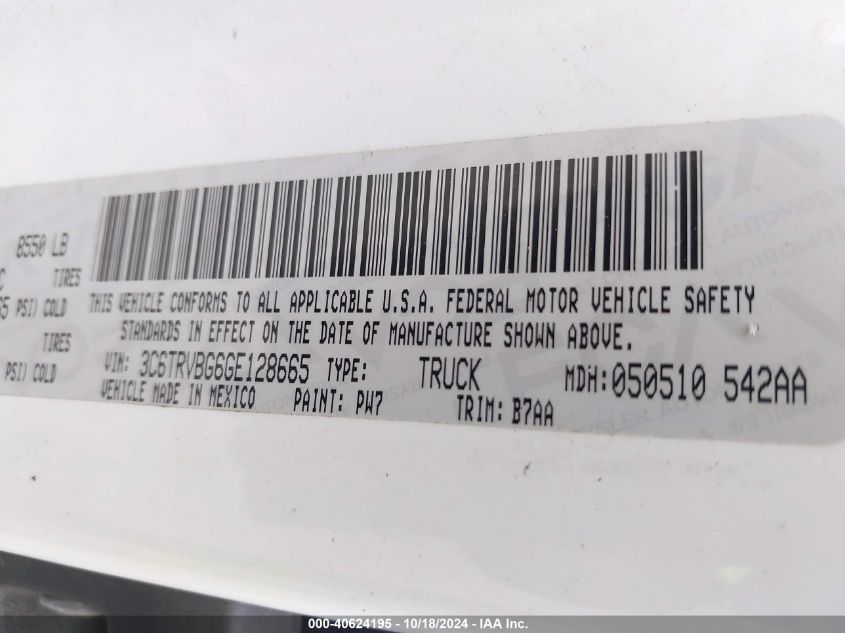 8550 LB
C TIRES
65 PSI) COLD
TIRES
PSI) COLD
THIS VEHICLE CONFORMS TO ALL APPLICABLE U.S.A. FEDERAL MOTOR VEHICLE SAFETY
STANDARDS IN EFFECT ON THE DATE OF MANUFACTURE SHOWN ABOVE.
VIN: 3C6TRVBG6GE128665 TYPE: TRUCK MDH:050510 542AA
VEHICLE MADE IN MEXICO PAINT: PW7 TRIM: B7AA
000-40624195 - 10/18/2024 - IAA Inc.